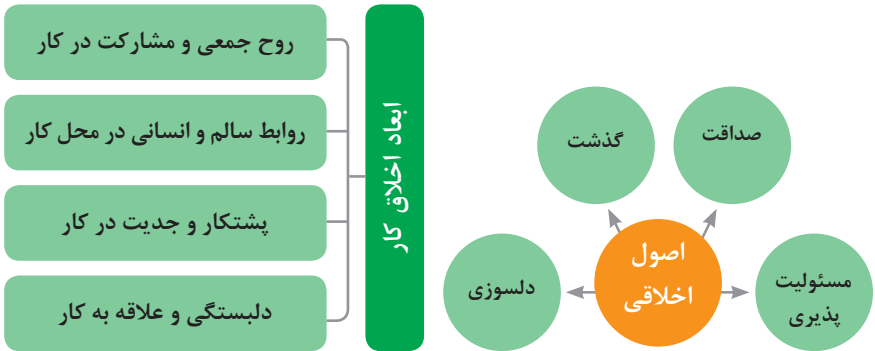 صداقت
گذشت
اصول
اخلاقی
مسئولیت
پذیری
دلسوزی
ابعاد اخلاق کار
روح جمعی و مشارکت در کار
روابط سالم و انسانی در محل کار
پشتکار و جدیت در کار
دلبستگی و علاقه به کار